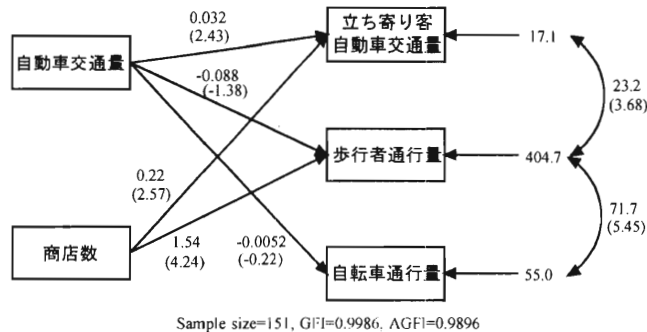 0.032
(2.43)
立ち寄り客
自動車交通量
17.1
自動車交通量
-0.088
(-1.38)
23.2
(3.68)
歩行者通行量
404.7
0.22
(2.57)
71.7
(5.45)
商店数
1.54
(4.24)
-0.0052
(-0.22)
自転車通行量
55.0
Sample size=151, GFI=0.9986, AGFI=0.9896